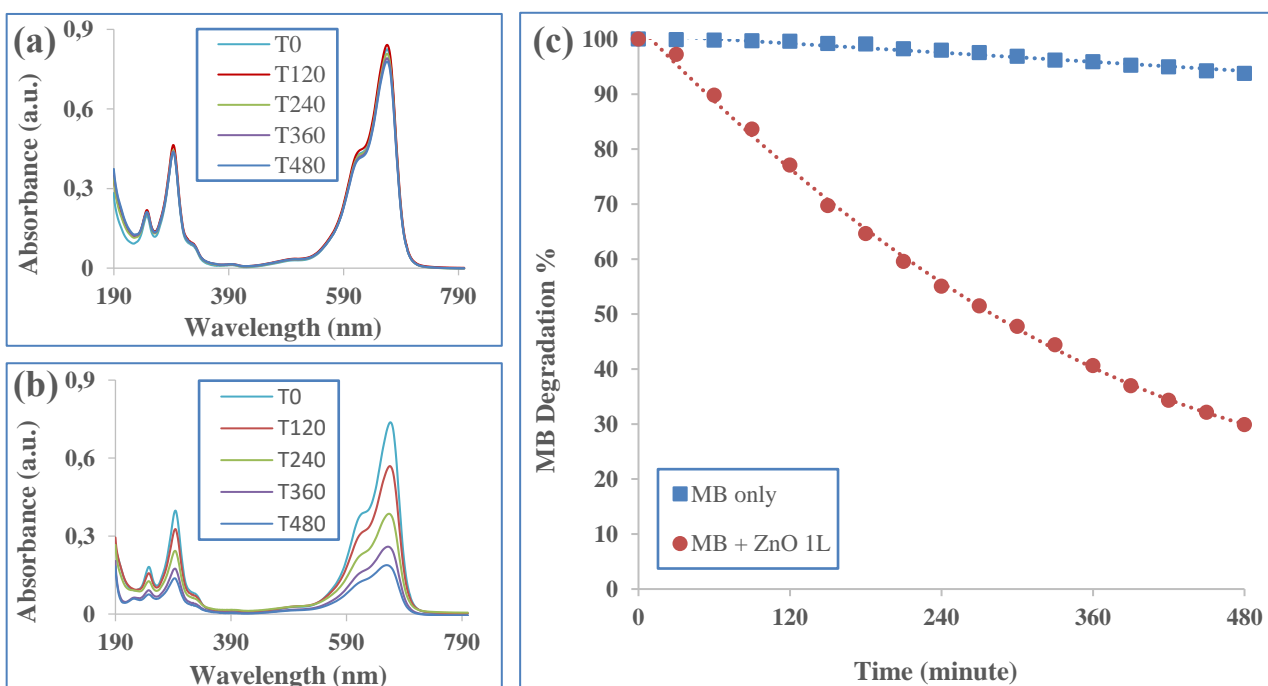 (a)
Absorbance (a.u.)
0,9
0,6
0,3
0
T0
T120
T240
T360
T480
190 390 590 790
Wavelength (nm)
(b)
Absorbance (a.u.)
0,9
0,6
0,3
0
T0
T120
T240
T360
T480
190 390 590 790
Wavelength (nm)
(c)
MB Degradation %
100
90
80
70
60
50
40
30
20
10
0
MB only
MB + ZnO 1L
0 120 240 360 480
Time (minute)